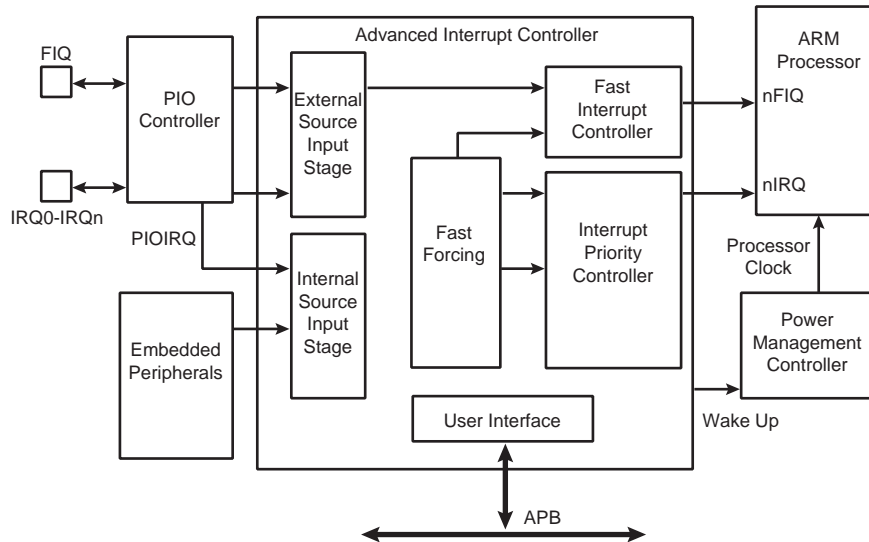 Advanced Interrupt Controller
FIQ
PIO
Controller
IRQ0-IRQn
PIOIRQ
Embedded
Peripherals
External
Source
Input
Stage
Internal
Source
Input
Stage
Fast
Forcing
Fast
Interrupt
Controller
Interrupt
Priority
Controller
User Interface
APB
ARM
Processor
nFIQ
nIRQ
Processor
Clock
Power
Management
Controller
Wake Up